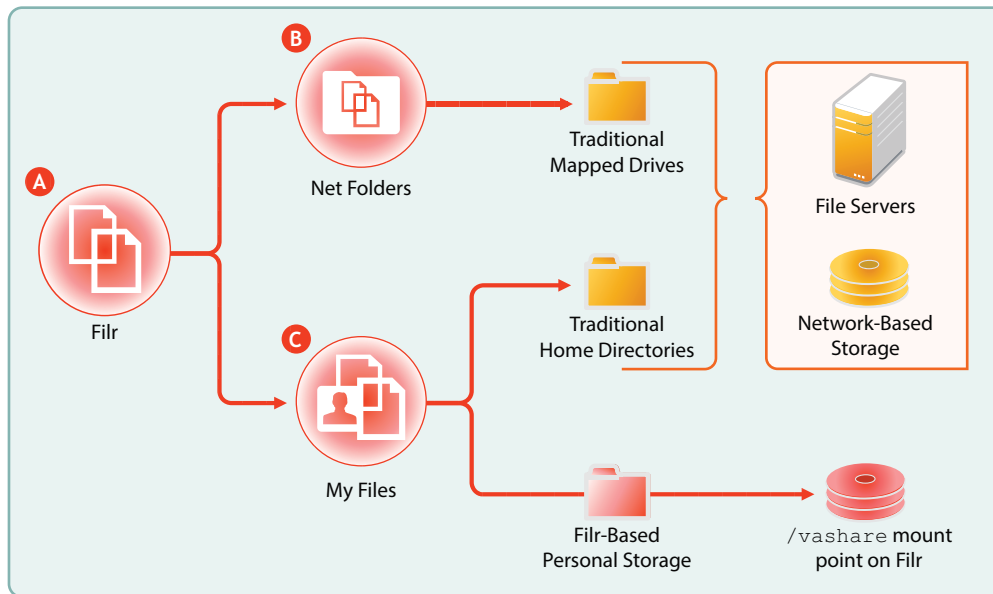 A
Filr
B
Net Folders
C
My Files
Traditional
Mapped Drives
Traditional
Home Directories
File Servers
Network-Based
Storage
Filr-Based
Personal Storage
/vashare mount
point on Filr